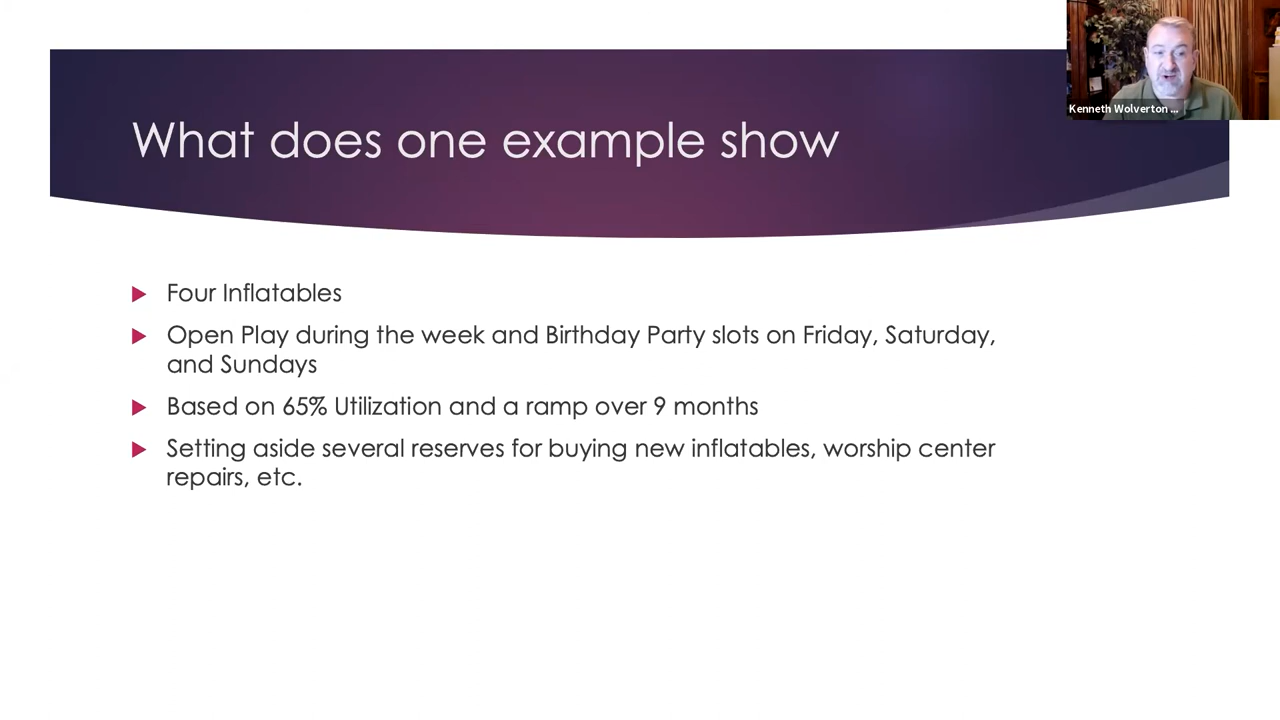 What does one example show
Kenneth Wolverton ...
Four Inflatables
Open Play during the week and Birthday Party slots on Friday, Saturday,
and Sundays
Based on 65% Utilization and a ramp over 9 months
Setting aside several reserves for buying new inflatables, worship center
repairs, etc.